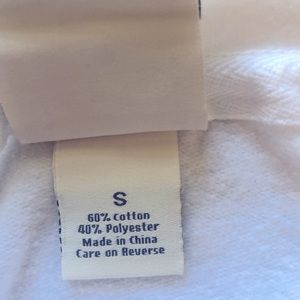 S
60% Cotton
40% Polyester
Made in China
Care on Reverse